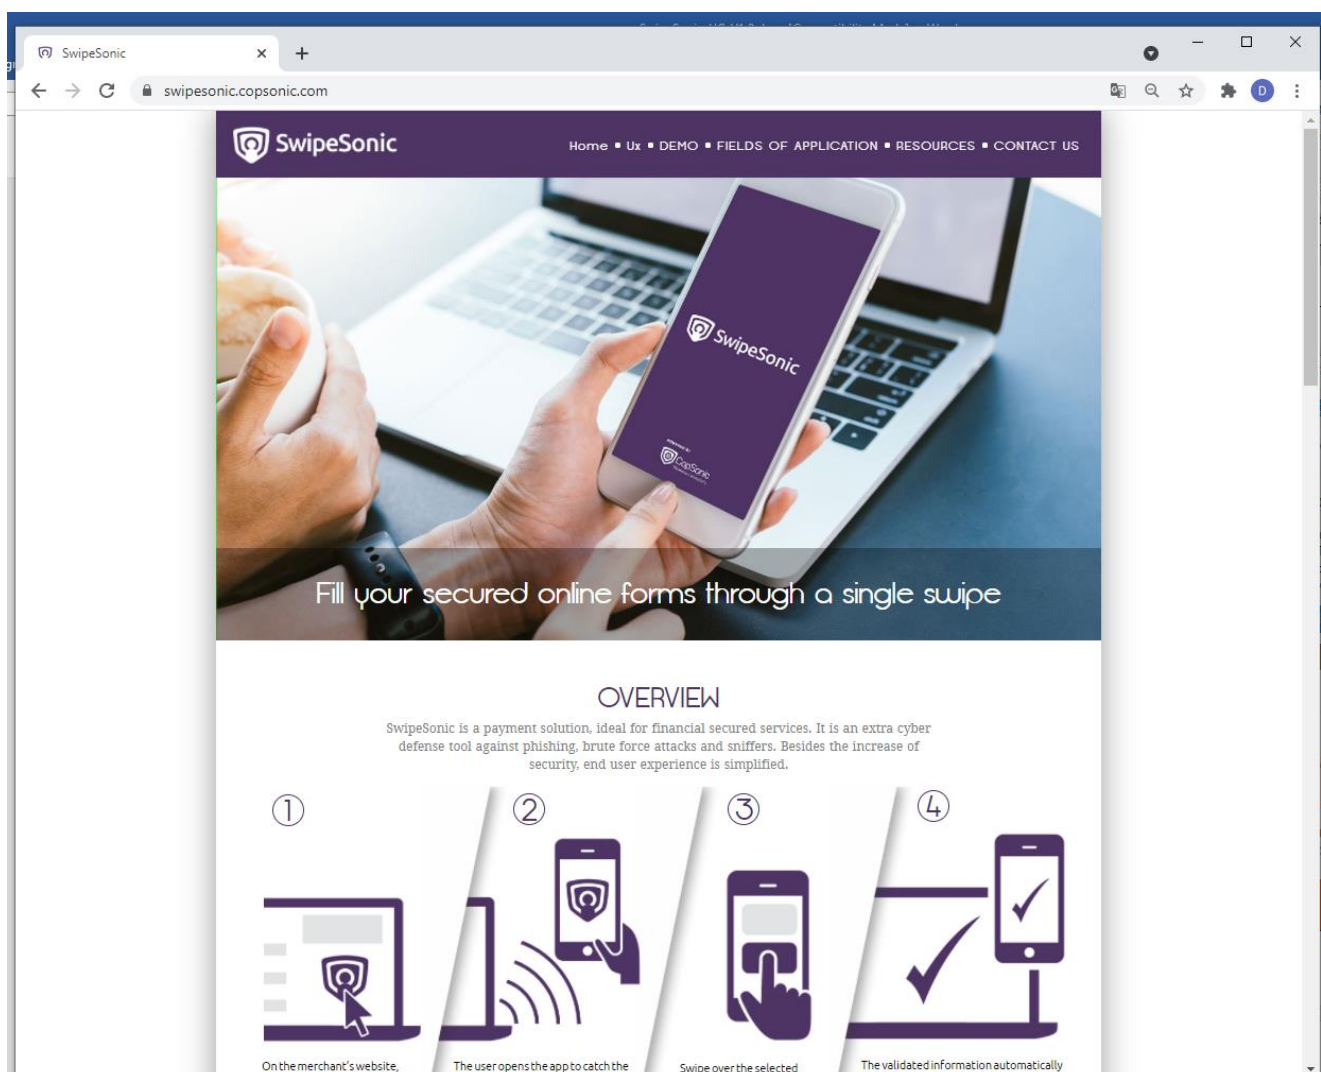 SwipeSonic
swipesonic.copsonic.com
D
SwipeSonic
Home ▪ Ux ▪ DEMO ▪ FIELDS OF APPLICATION ▪ RESOURCES ▪ CONTACT US
SwipeSonic
CopSonic
Fill your secured online forms through a single swipe
OVERVIEW
SwipeSonic is a payment solution, ideal for financial secured services. It is an extra cyber
defense tool against phishing, brute force attacks and sniffers. Besides the increase of
security, end user experience is simplified.
1
2
3
4
On the merchant's website,
The user opens the app to catch the
Swipe over the selected
The validated information automatically